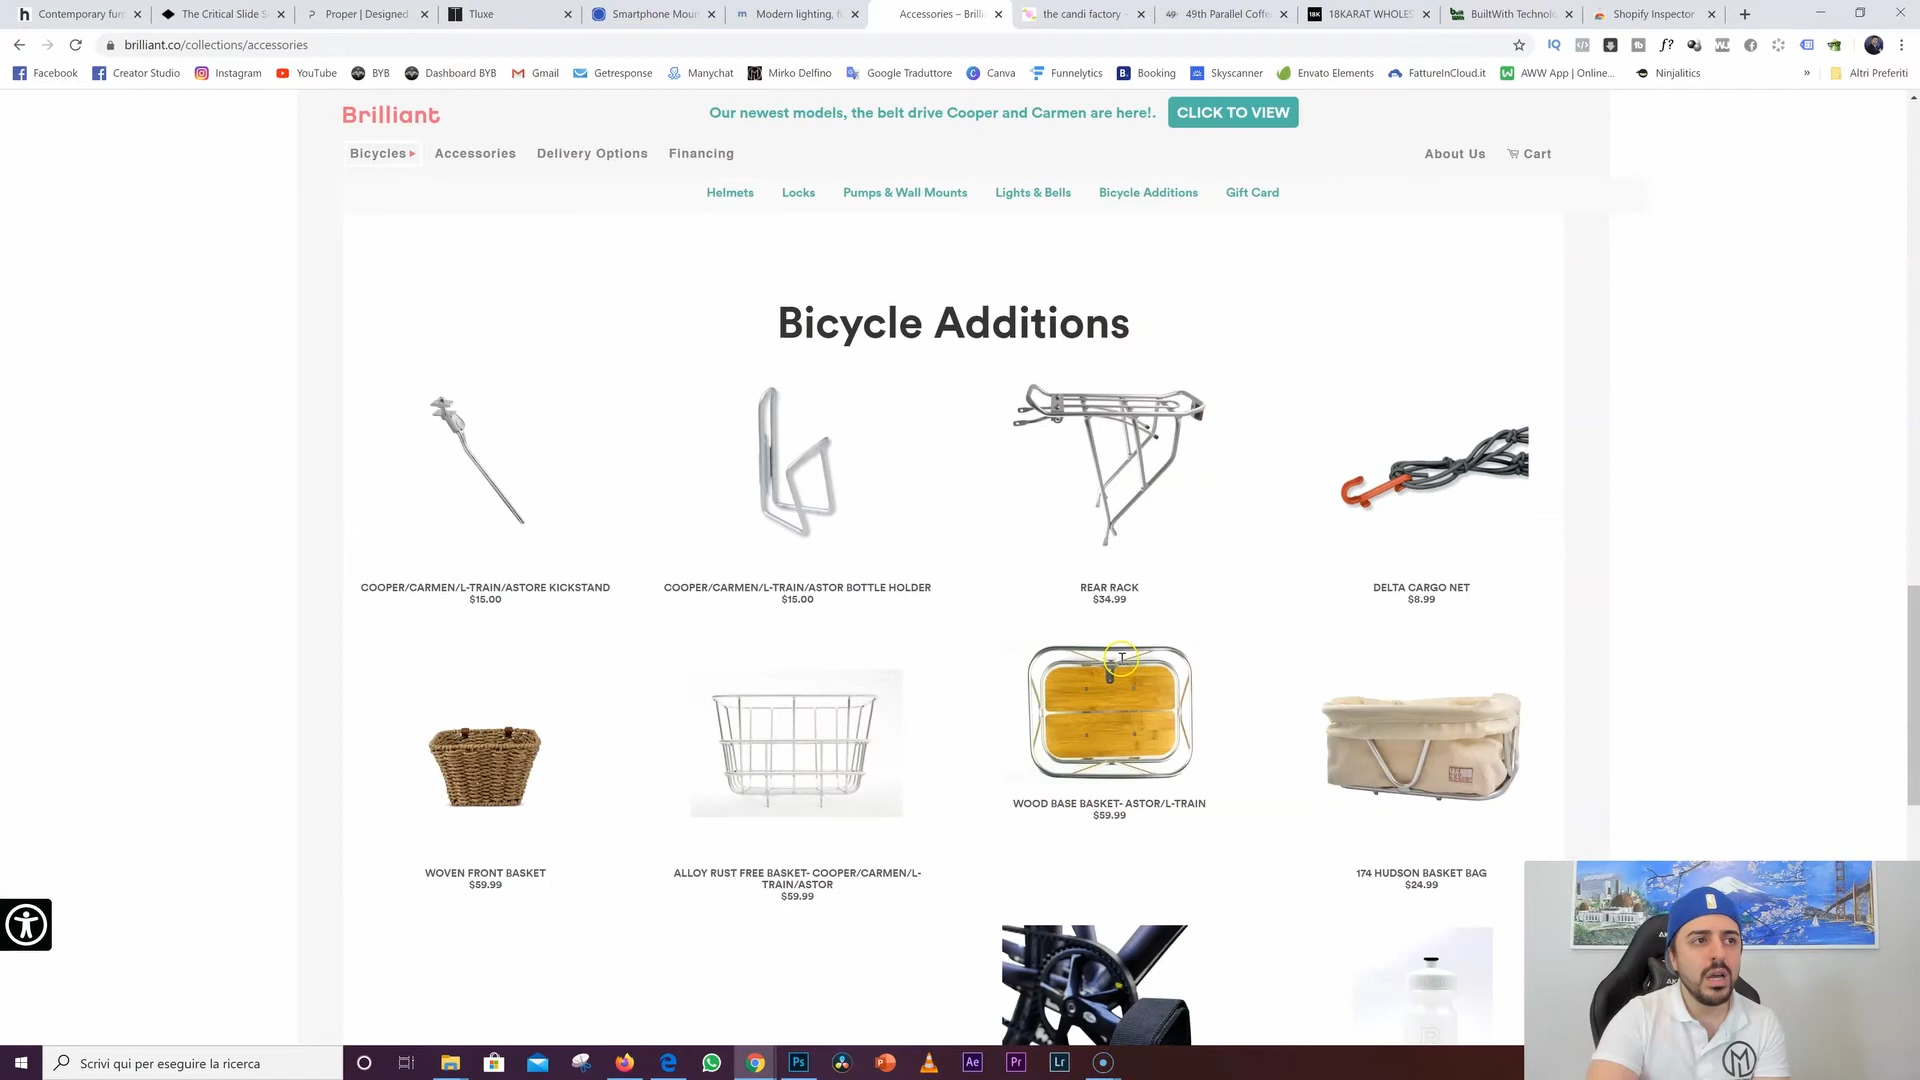 Contemporary furn
The Critical Slide S
Proper | Designed
Tluxe
Smartphone Moun
Modern lighting, f
Accessories – Brilli
the candi factory -
49th Parallel Coffe
18K
18KARAT WHOLES
BuiltWith Technolo
Shopify Inspector
brilliant.co/collections/accessories
Facebook
Creator Studio
Instagram
YouTube
BYB
Dashboard BYB
Gmail
Getresponse
Manychat
Mirko Delfino
Google Traduttore
Canva
Funnelytics
Booking
Skyscanner
Envato Elements
FattureInCloud.it
AWW App | Online...
Ninjalitics
»
Altri Preferiti
Brilliant
Our newest models, the belt drive Cooper and Carmen are here!.
CLICK TO VIEW
Bicycles
Accessories
Delivery Options
Financing
About Us
Cart
Helmets
Locks
Pumps & Wall Mounts
Lights & Bells
Bicycle Additions
Gift Card
Bicycle Additions
COOPER/CARMEN/L-TRAIN/ASTORE KICKSTAND
$15.00
COOPER/CARMEN/L-TRAIN/ASTOR BOTTLE HOLDER
$15.00
REAR RACK
$34.99
DELTA CARGO NET
$8.99
WOOD BASE BASKET- ASTOR/L-TRAIN
$59.99
WOVEN FRONT BASKET
$59.99
ALLOY RUST FREE BASKET- COOPER/CARMEN/L-
TRAIN/ASTOR
$59.99
174 HUDSON BASKET BAG
$24.99
Scrivi qui per eseguire la ricerca
Ps
Ae
Pr
Lr